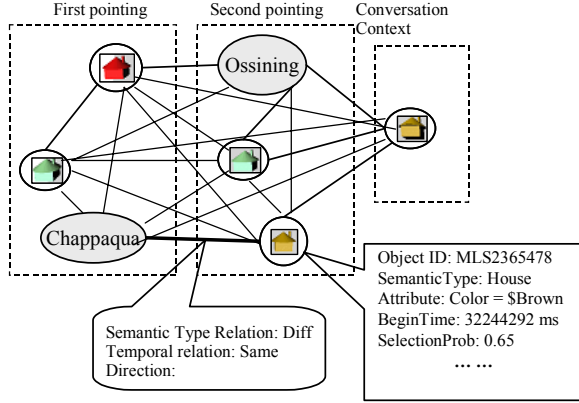 First pointing
Second pointing
Conversation
Context
Ossining
Chappaqua
Object ID: MLS2365478
SemanticType: House
Attribute: Color = $Brown
BeginTime: 32244292 ms
SelectionProb: 0.65
... ...
Semantic Type Relation: Diff
Temporal relation: Same
Direction: